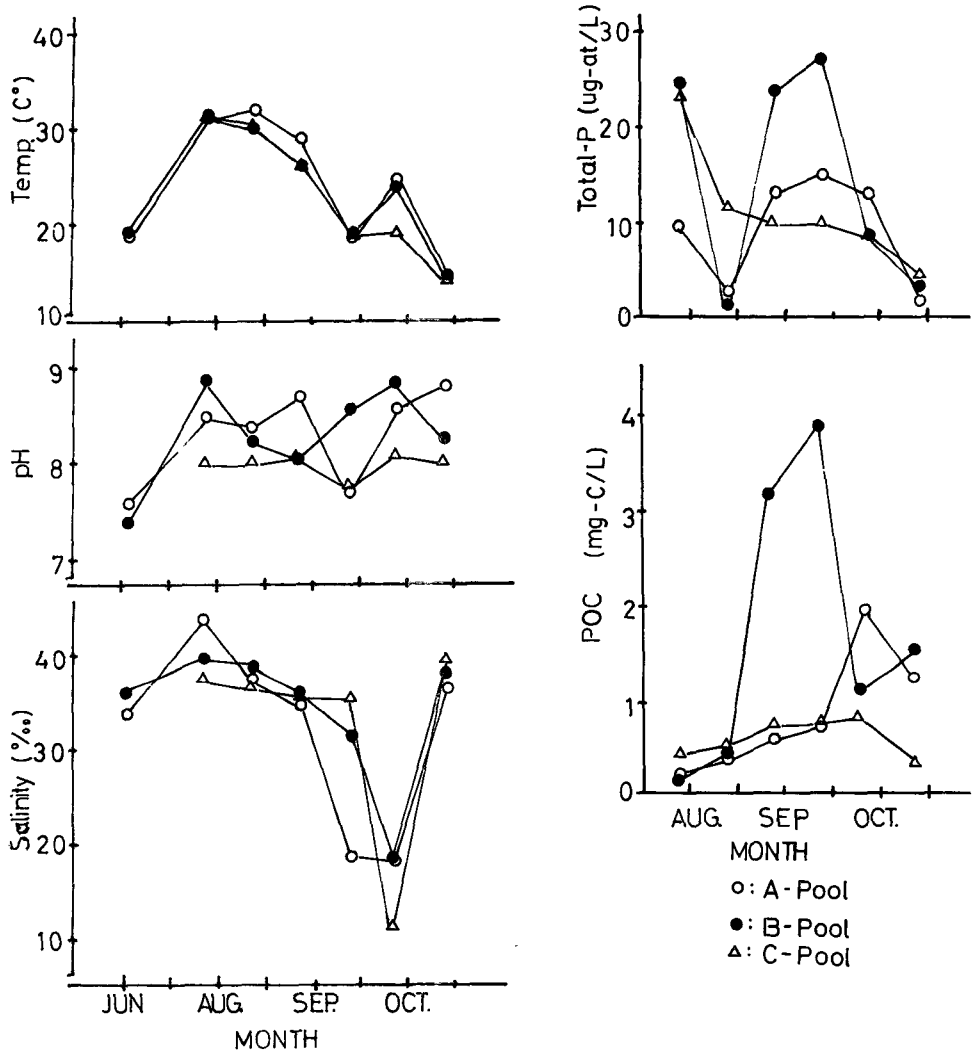 Temp. (C°)
40
30
20
10
pH
9
8
7
Salinity (°%₀₀)
40
30
20
10
JUN AUG. SEP. OCT.
MONTH
Total-P (ug-at/L)
30
20
10
0
POC (mg-C/L)
4
3
2
1
0
AUG. SEP OCT.
MONTH
○: A-Pool
●: B-Pool
△: C-Pool